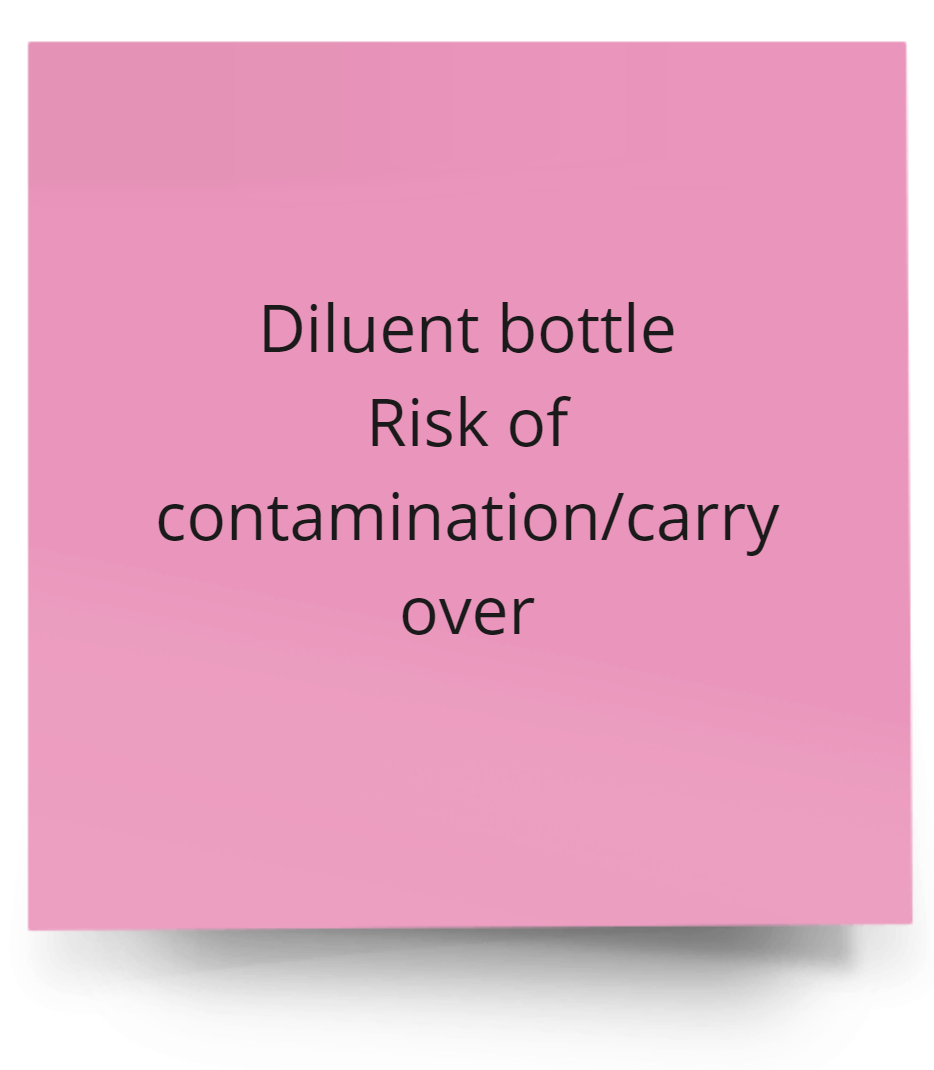 Diluent bottle
Risk of
contamination/carry
over